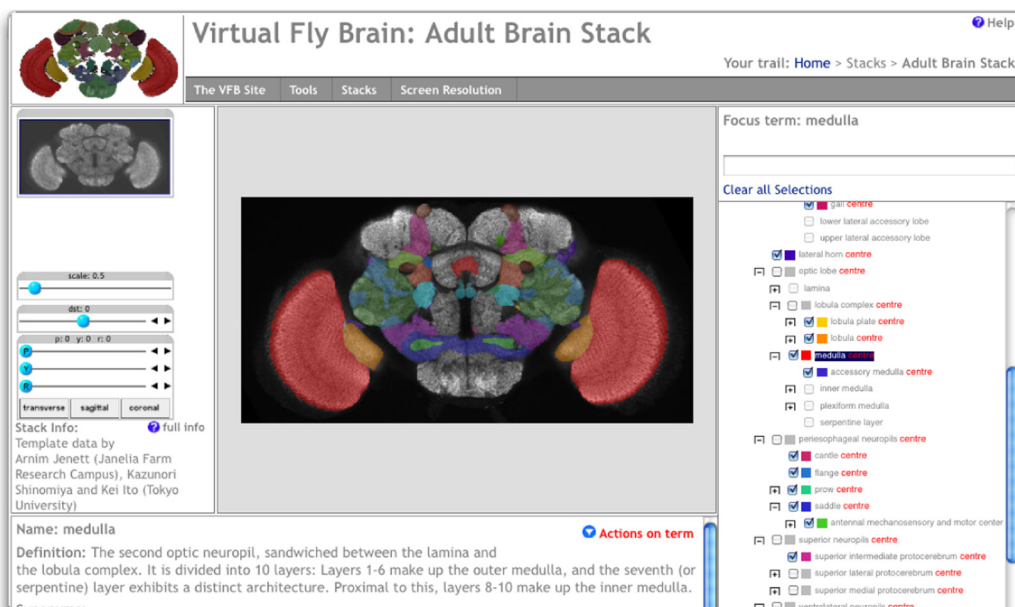 Virtual Fly Brain: Adult Brain Stack
Help
Your trail: Home > Stacks > Adult Brain Stack
The VFB Site Tools Stacks Screen Resolution
scale: 0.5
dst: 0
p: 0 y: 0 r: 0
P
Y
R
transverse sagittal coronal
Stack Info: full info
Template data by
Arnim Jenett (Janelia Farm
Research Campus), Kazunori
Shinomiya and Kei Ito (Tokyo
University)
Focus term: medulla
Clear all Selections
gall centre
lower lateral accessory lobe
upper lateral accessory lobe
lateral horn centre
optic lobe centre
lamina
lobula complex centre
lobula plate centre
lobula centre
medulla centre
accessory medulla centre
inner medulla
plexiform medulla
serpentine layer
periesophageal neuropils centre
cantle centre
flange centre
prow centre
saddle centre
antennal mechanosensory and motor center
superior neuropils centre
superior intermediate protocerebrum centre
superior lateral protocerebrum centre
superior medial protocerebrum centre
ventrolateral neuropils centre
Name: medulla
Actions on term
Definition: The second optic neuropil, sandwiched between the lamina and
the lobula complex. It is divided into 10 layers: Layers 1-6 make up the outer medulla, and the seventh (or
serpentine) layer exhibits a distinct architecture. Proximal to this, layers 8-10 make up the inner medulla.